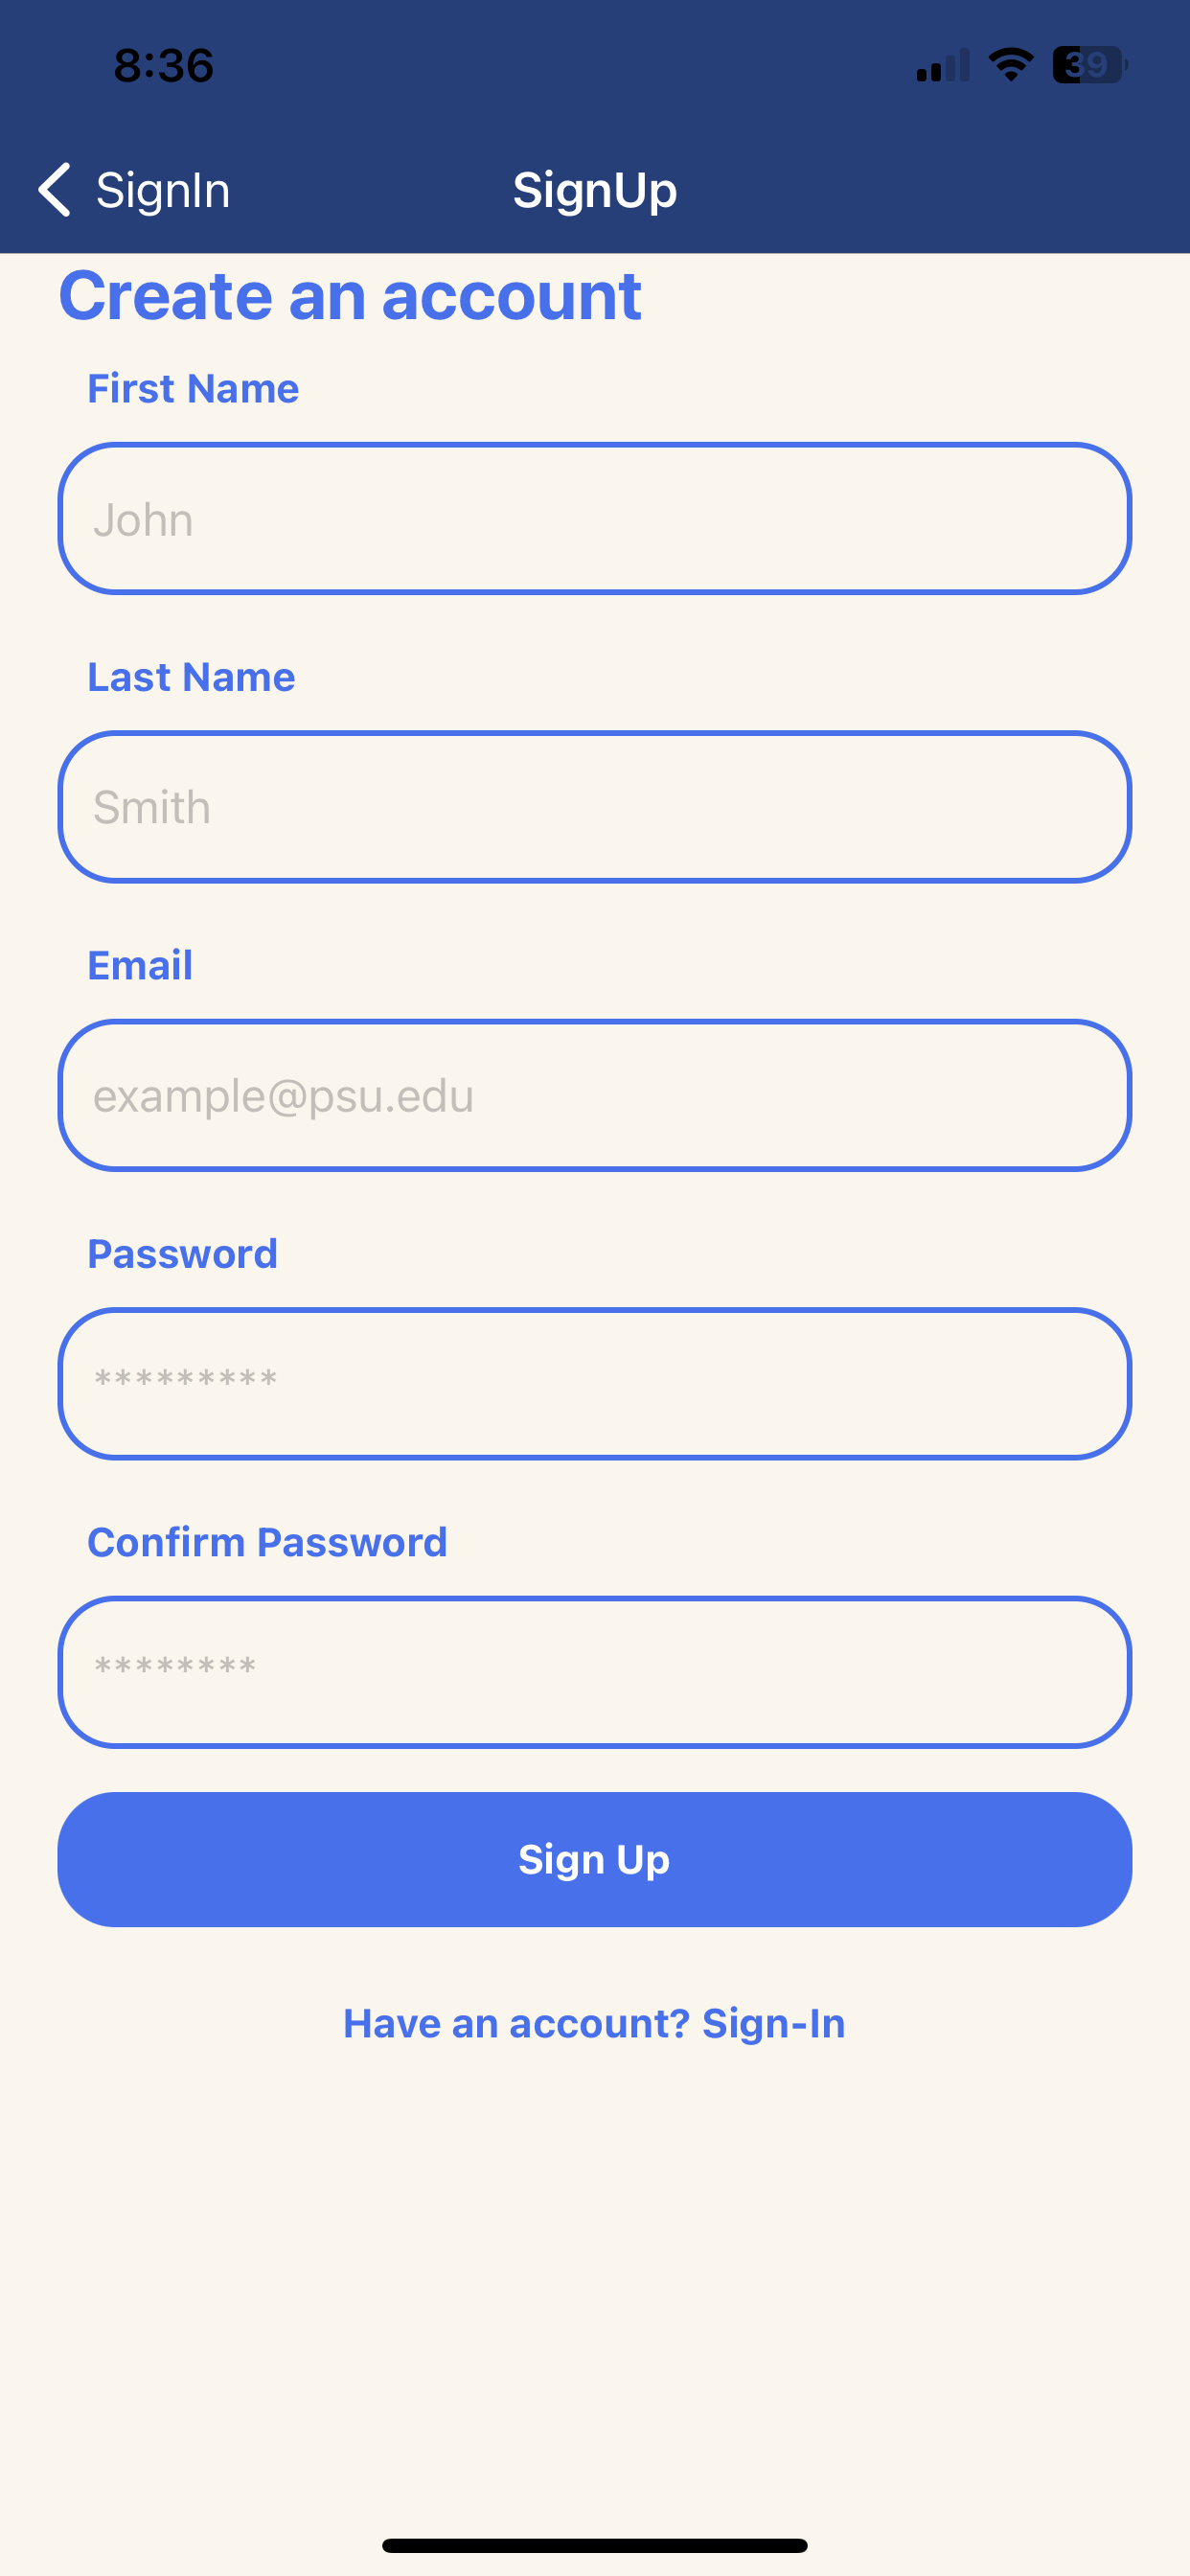 8:36
39
SignIn
SignUp
Create an account
First Name
John
Last Name
Smith
Email
example@psu.edu
Password
*********
Confirm Password
********
Sign Up
Have an account? Sign-In